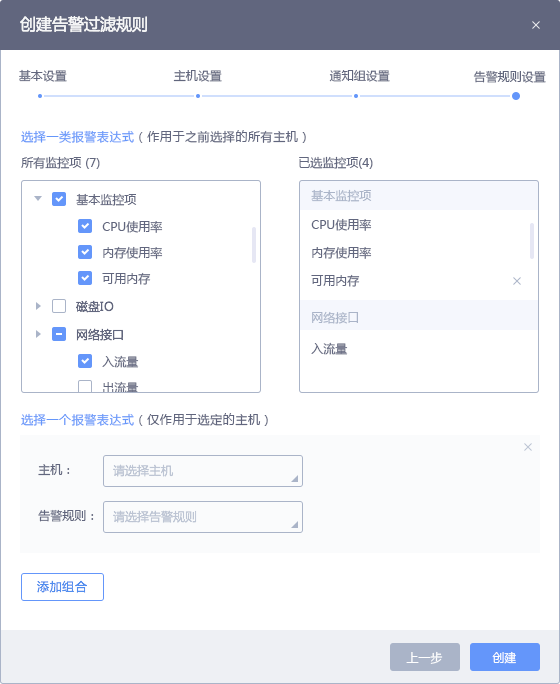 创建告警过滤规则
基本设置 主机设置 通知组设置 告警规则设置
选择一类报警表达式（作用于之前选择的所有主机）
所有监控项 (7)
基本监控项
CPU使用率
内存使用率
可用内存
磁盘IO
网络接口
入流量
出流量
已选监控项(4)
基本监控项
CPU使用率
内存使用率
可用内存
网络接口
入流量
选择一个报警表达式（仅作用于选定的主机）
主机： 请选择主机
告警规则： 请选择告警规则
添加组合
上一步 创建